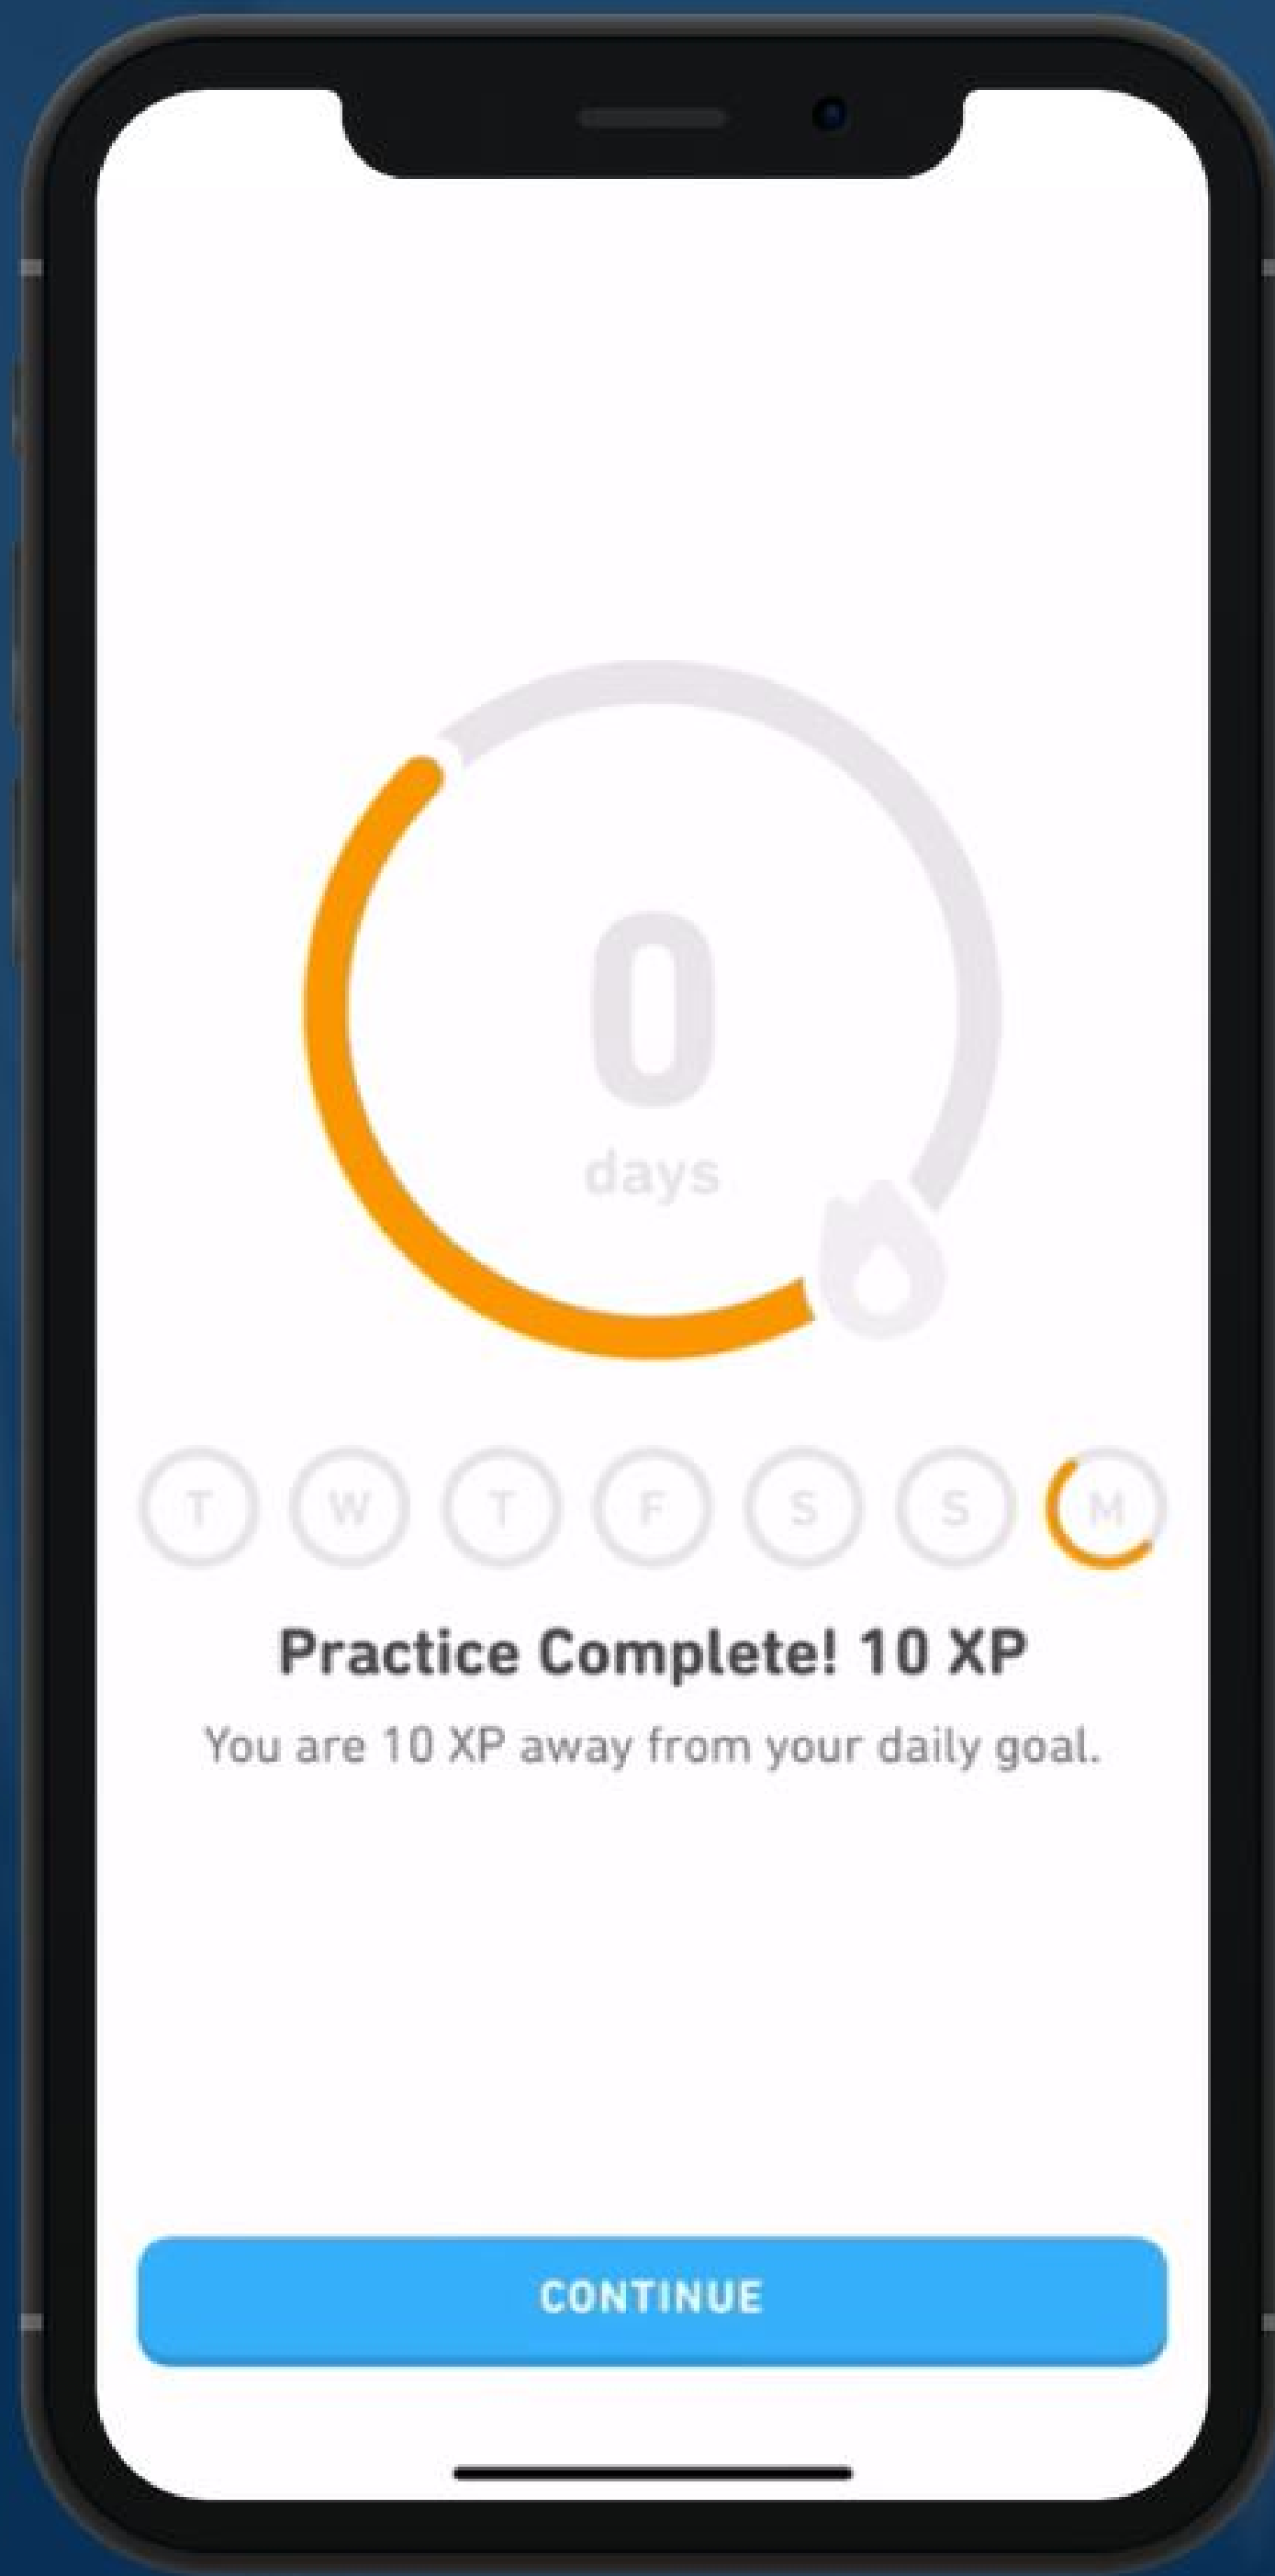 0
days
T W T F S S M
Practice Complete! 10 XP
You are 10 XP away from your daily goal.
CONTINUE